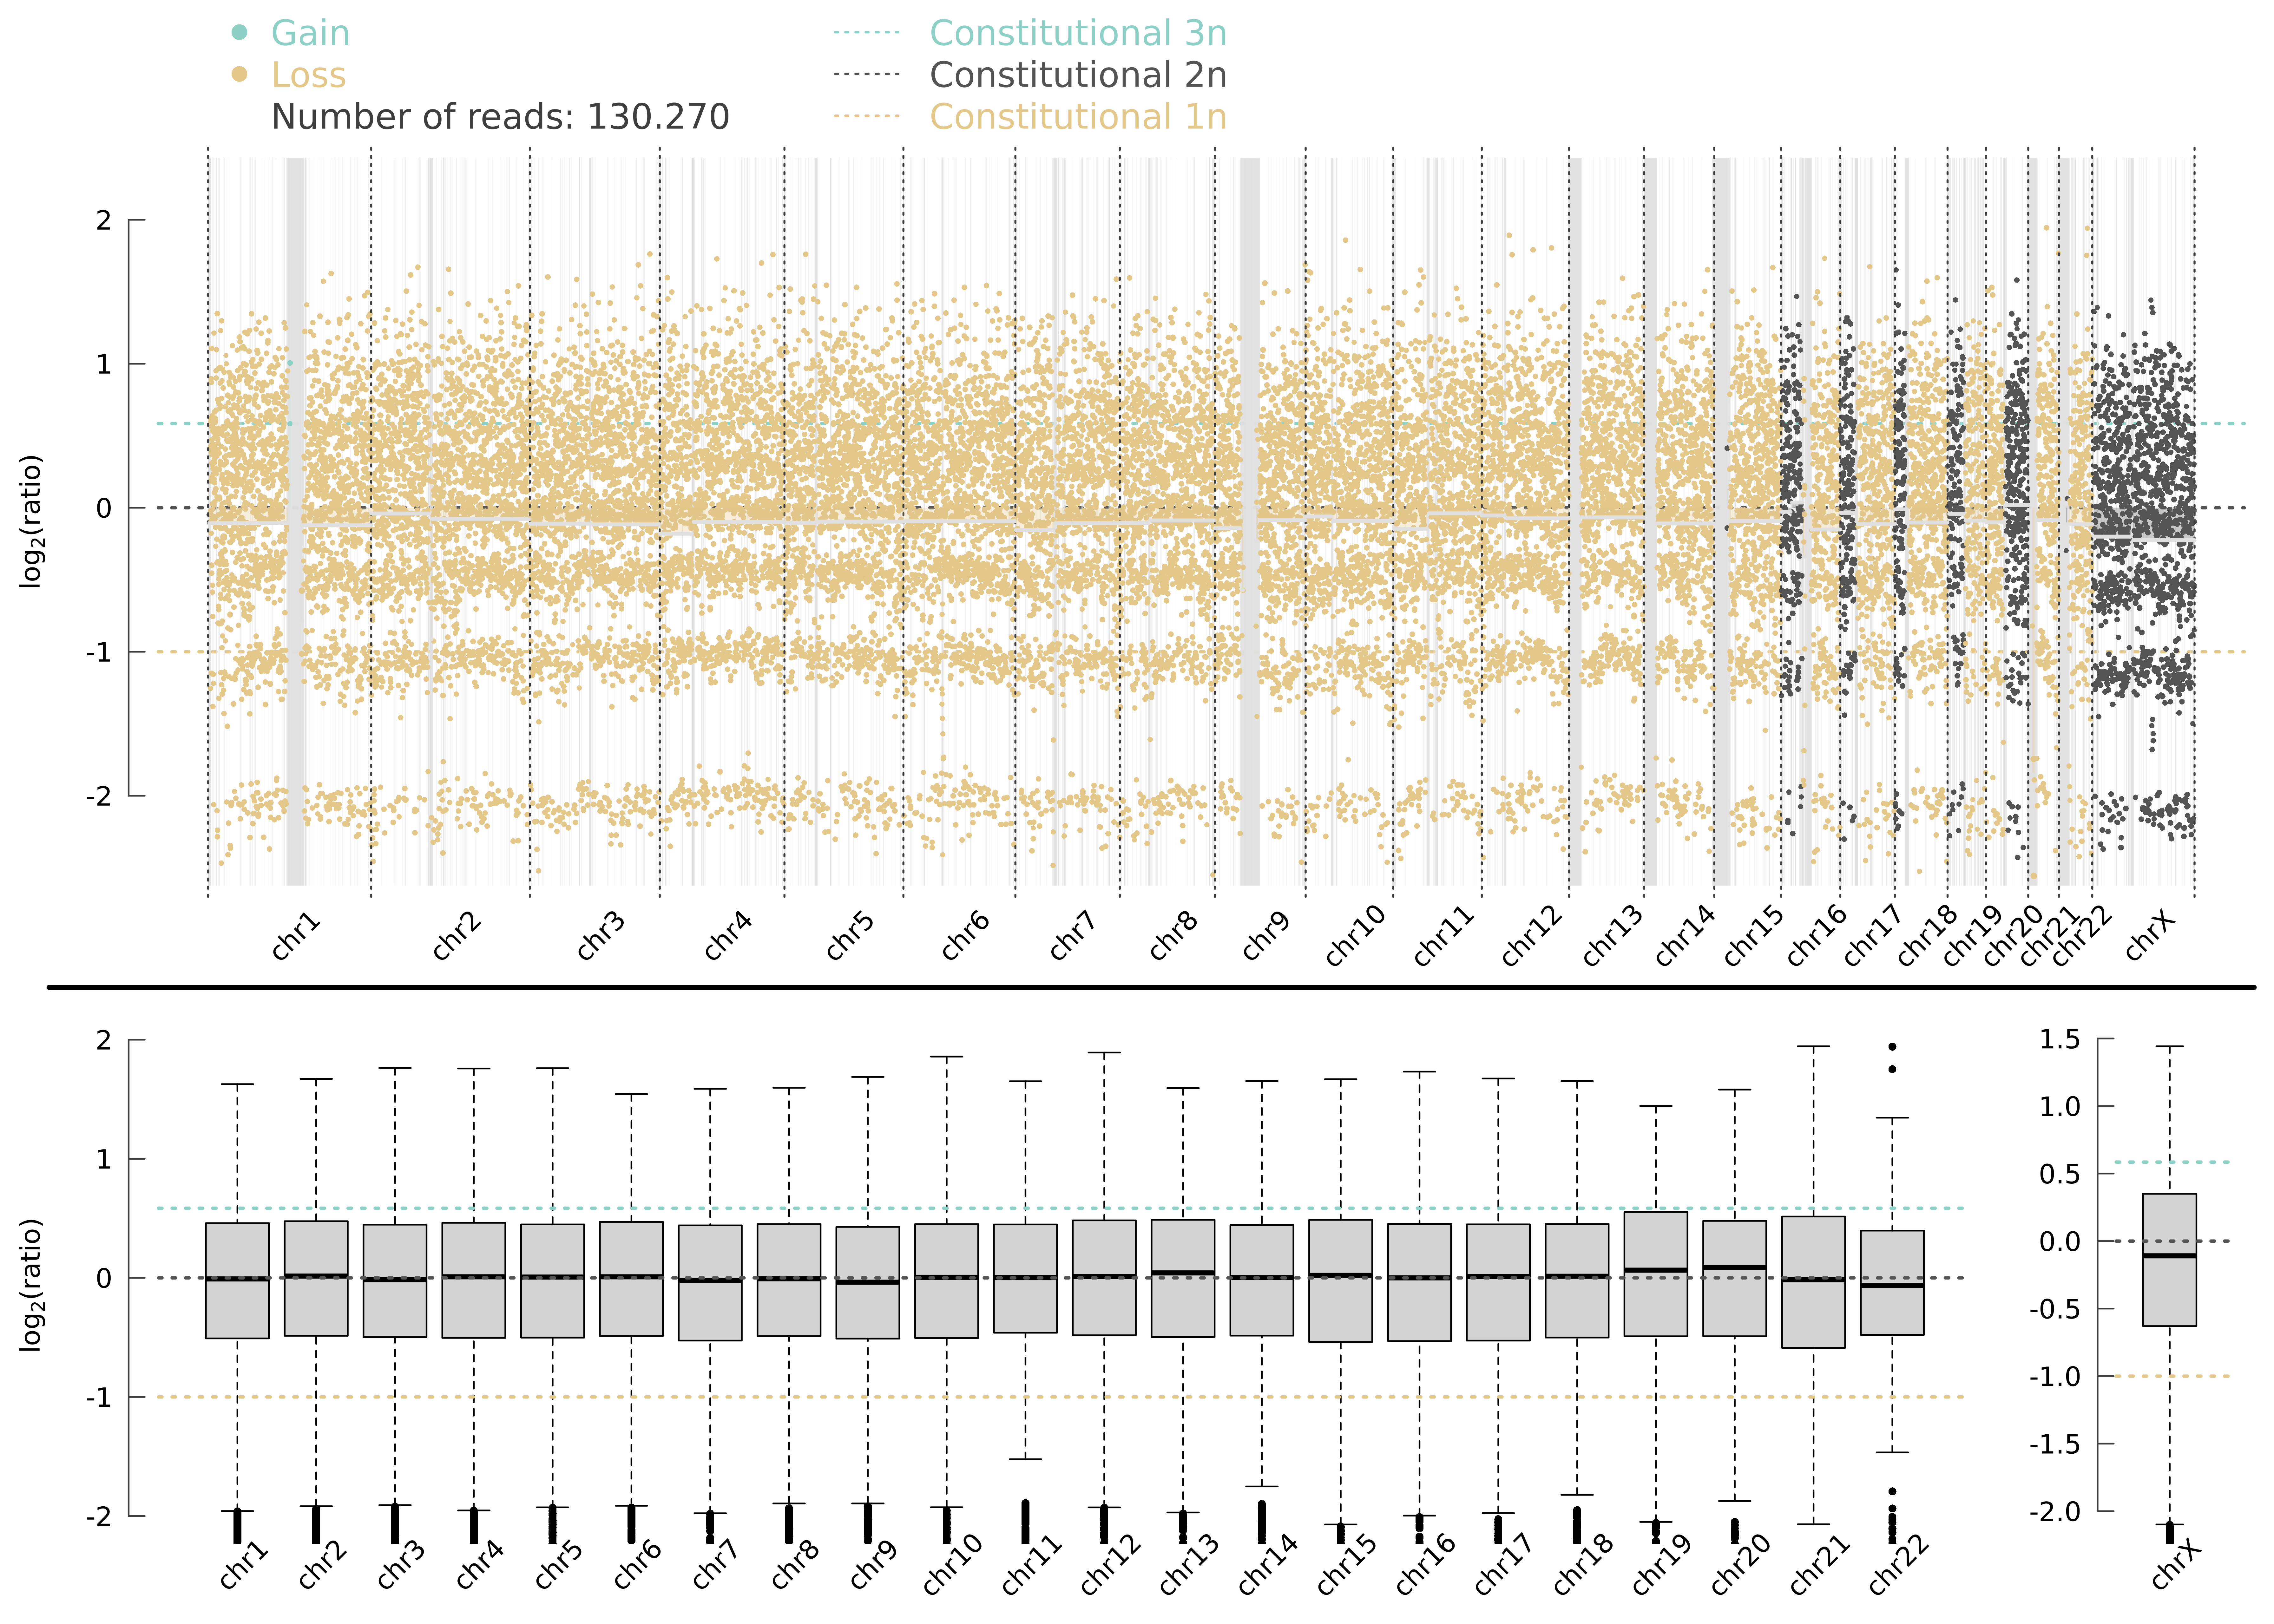 Gain
Loss
Number of reads: 130.270
Constitutional 3n
Constitutional 2n
Constitutional 1n
log2(ratio)
2
1
0
-1
-2
chr1 chr2 chr3 chr4 chr5 chr6 chr7 chr8 chr9 chr10 chr11 chr12 chr13 chr14 chr15 chr16 chr17 chr18 chr19 chr20 chr21 chr22 chrX
log2(ratio)
2
1
0
-1
-2
chr1 chr2 chr3 chr4 chr5 chr6 chr7 chr8 chr9 chr10 chr11 chr12 chr13 chr14 chr15 chr16 chr17 chr18 chr19 chr20 chr21 chr22
1.5
1.0
0.5
0.0
-0.5
-1.0
-1.5
-2.0
chrX